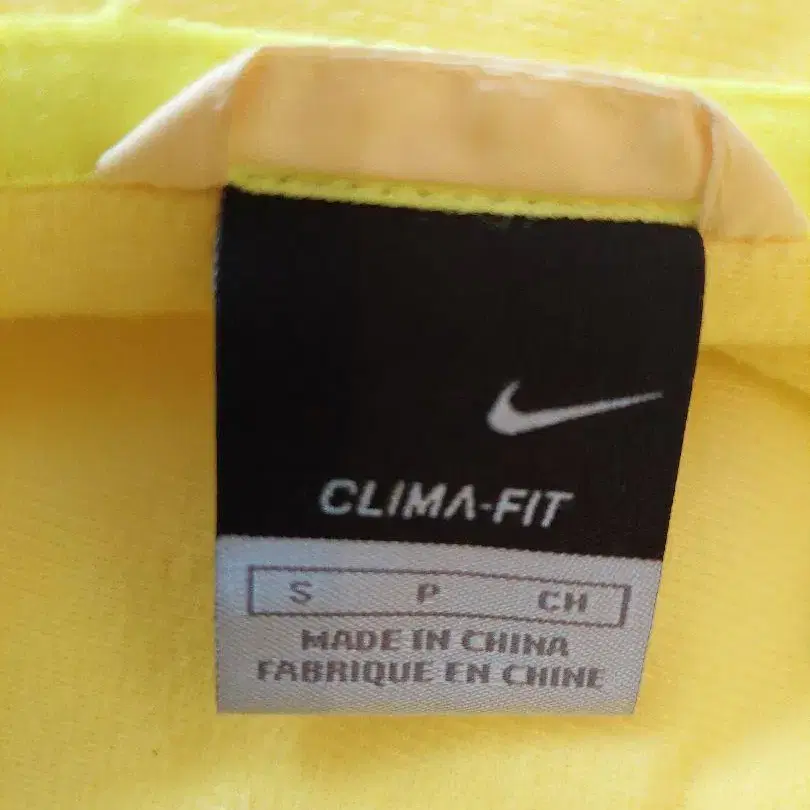 CLIMA-FIT
S P CH
MADE IN CHINA
FABRIQUE EN CHINE